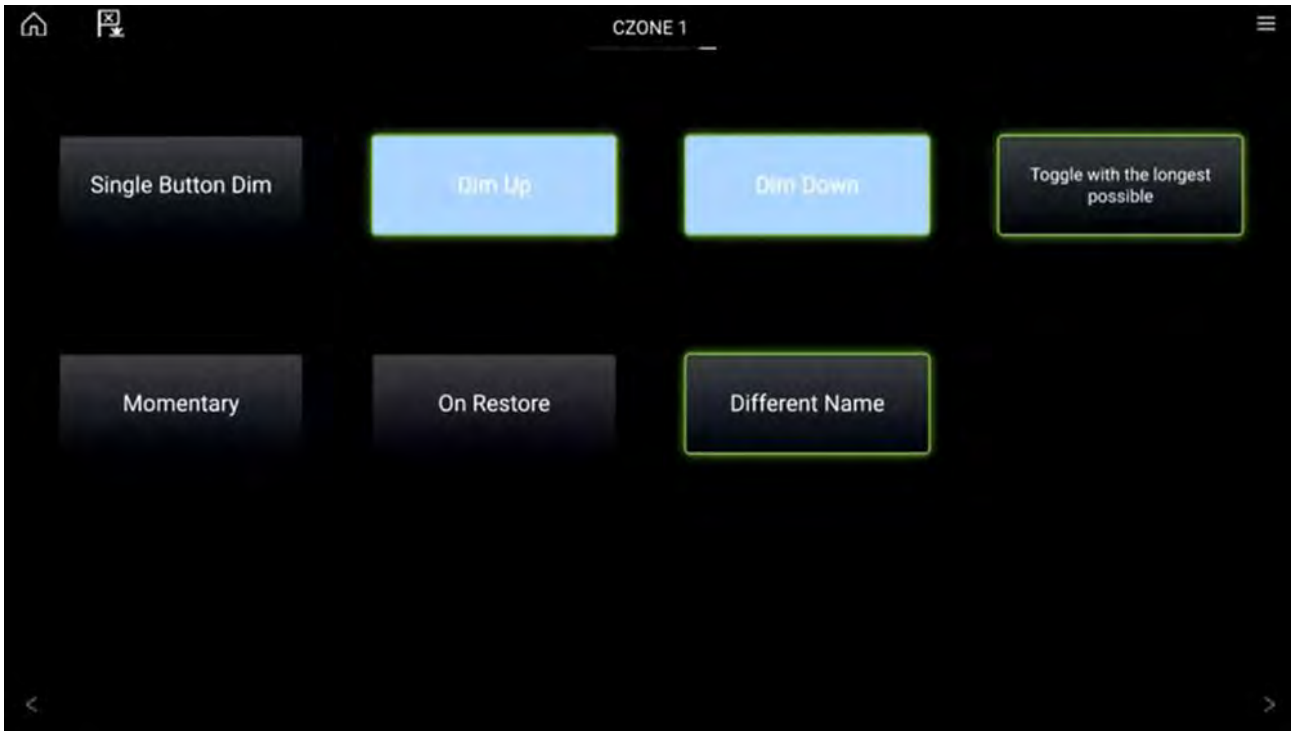 CZONE 1
Single Button Dim
Dim Up
Dim Down
Toggle with the longest
possible
Momentary
On Restore
Different Name